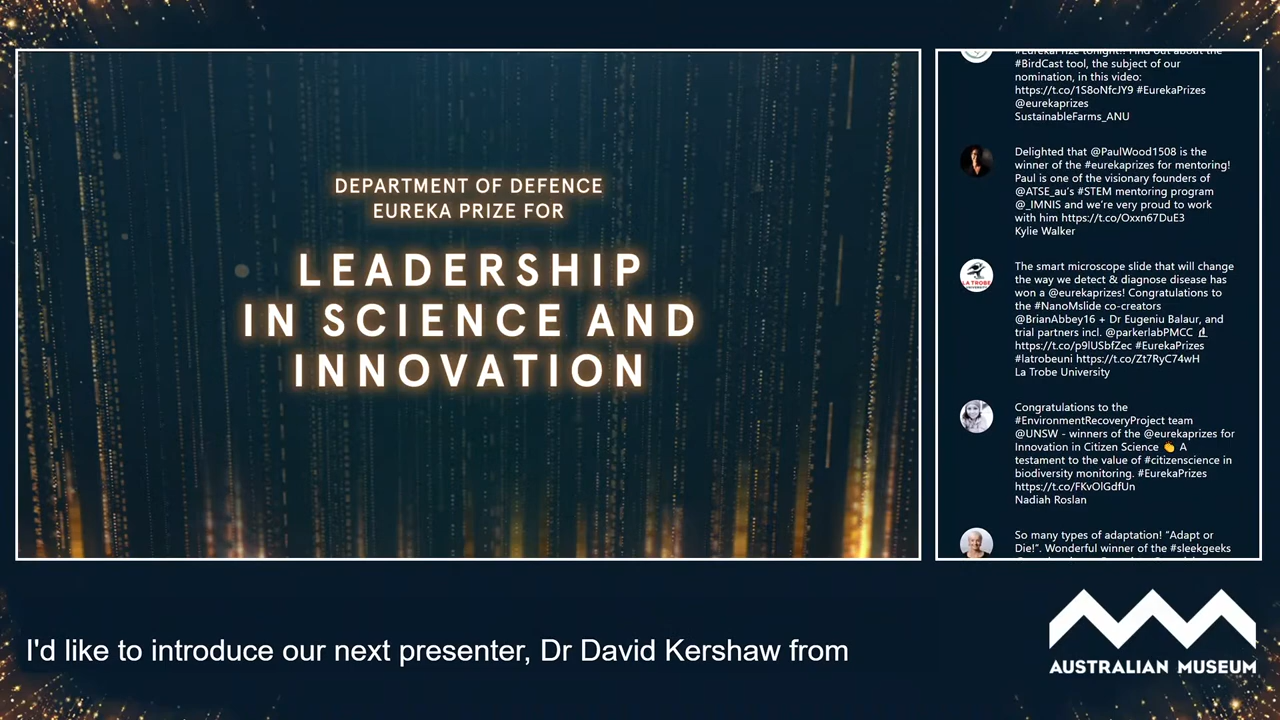 DEPARTMENT OF DEFENCE
EUREKA PRIZE FOR
LEADERSHIP
IN SCIENCE AND
INNOVATION
#EurekaPrize tonight!! Find out about the
#BirdCast tool, the subject of our
nomination, in this video:
https://t.co/1S8oNfcJY9 #EurekaPrizes
@eurekaprizes
SustainableFarms_ANU
Delighted that @PaulWood1508 is the
winner of the #eurekaprizes for mentoring!
Paul is one of the visionary founders of
@ATSE_au's #STEM mentoring program
@_IMNIS and we're very proud to work
with him https://t.co/Oxxn67DuE3
Kylie Walker
LA TROBE
The smart microscope slide that will change
the way we detect & diagnose disease has
won a @eurekaprizes! Congratulations to
the #NanoMslide co-creators
@BrianAbbey16 + Dr Eugeniu Balaur, and
trial partners incl. @parkerlabPMCC 🔬
https://t.co/p9lUSbfZec #EurekaPrizes
#latrobeuni https://t.co/Zt7RyC74wH
La Trobe University
Congratulations to the
#EnvironmentRecoveryProject team
@UNSW - winners of the @eurekaprizes for
Innovation in Citizen Science 👏 A
testament to the value of #citizenscience in
biodiversity monitoring. #EurekaPrizes
https://t.co/FKvOlGdfUn
Nadiah Roslan
So many types of adaptation! "Adapt or
Die!". Wonderful winner of the #sleekgeeks
I'd like to introduce our next presenter, Dr David Kershaw from
AUSTRALIAN MUSEUM